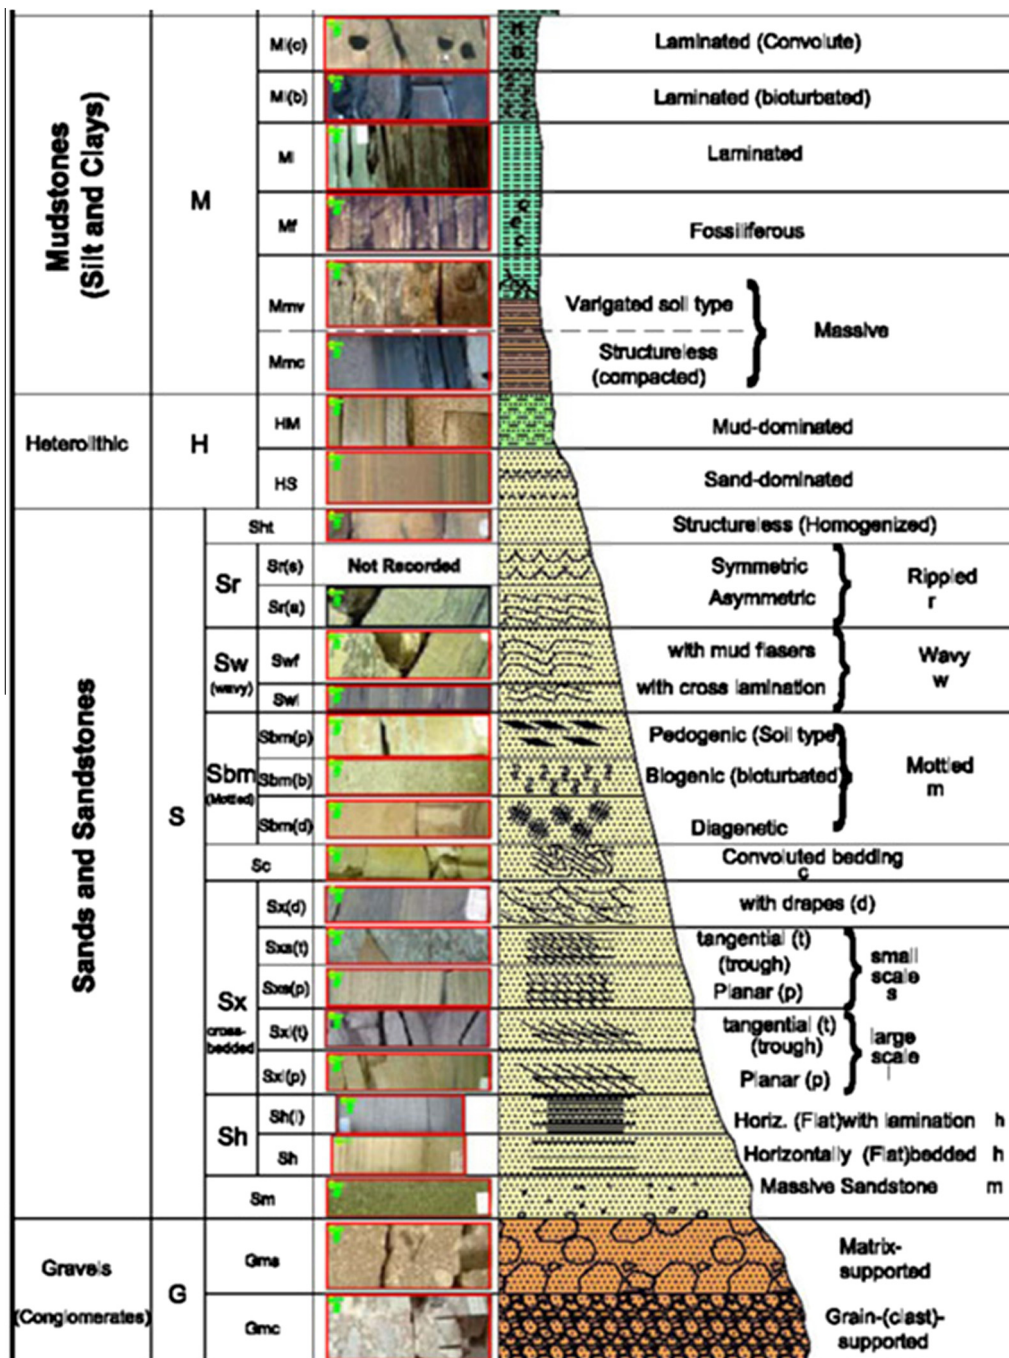 Mudstones
(Silt and Clays)
M
Ml(c)
Laminated (Convolute)
Ml(b)
Laminated (bioturbated)
Ml
Laminated
Mf
Fossiliferous
Mmv
Varigated soil type
Mmc
Structureless
(compacted)
Massive
Heterolithic
H
HM
Mud-dominated
HS
Sand-dominated
Sands and Sandstones
S
Sht
Structureless (Homogenized)
Sr
Sr(s)
Not Recorded
Symmetric
Sr(a)
Asymmetric
Rippled
r
Sw
(wavy)
Swf
with mud flasers
Swl
with cross lamination
Wavy
w
Sbm
(Mottled)
Sbm(p)
Pedogenic (Soil type)
Sbm(b)
Biogenic (bioturbated)
Sbm(d)
Diagenetic
Mottled
m
Sc
Convoluted bedding
c
Sx
cross-
bedded
Sx(d)
with drapes (d)
Sxs(t)
tangential (t)
(trough)
Sxs(p)
Planar (p)
small
scale
s
Sxl(t)
tangential (t)
(trough)
Sxl(p)
Planar (p)
large
scale
l
Sh
Sh(l)
Horiz. (Flat)with lamination h
Sh
Horizontally (Flat)bedded h
Sm
Massive Sandstone m
Gravels
(Conglomerates)
G
Gms
Matrix-
supported
Gmc
Grain-(clast)-
supported